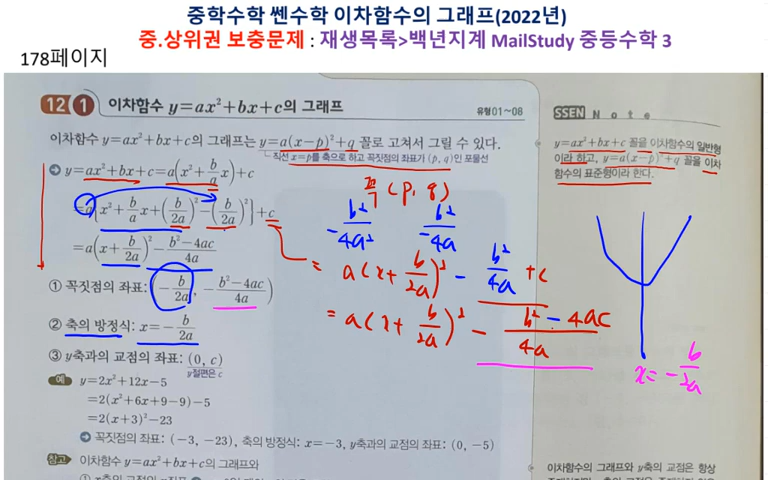 중학수학 쎈수학 이차함수의 그래프(2022년)
중.상위권 보충문제 : 재생목록>백년지계 MailStudy 중등수학 3
178페이지
12 1 이차함수 y=ax²+bx+c의 그래프 유형01~08
이차함수 y=ax²+bx+c의 그래프는 y=a(x-p)²+q 꼴로 고쳐서 그릴 수 있다.
직선 x=p를 축으로 하고 꼭짓점의 좌표가 (p, q)인 포물선
y=ax²+bx+c=a(x²+b/a x)+c
=a{x²+b/a x+(b/2a)²-(b/2a)²}+c
=a(x+b/2a)²-b²-4ac/4a
① 꼭짓점의 좌표: (-b/2a, -b²-4ac/4a)
② 축의 방정식: x=-b/2a
③ y축과의 교점의 좌표: (0, c)
y절편은 c
예 y=2x²+12x-5
=2(x²+6x+9-9)-5
=2(x+3)²-23
꼭짓점의 좌표: (-3, -23), 축의 방정식: x=-3, y축과의 교점의 좌표: (0, -5)
참고 이차함수 y=ax²+bx+c의 그래프와
(p, q)
-b²/4a² -b²/4a
= a(x+b/2a)² - b²/4a +c
= a(x+b/2a)² - b²-4ac/4a
SSEN Note
y=ax²+bx+c 꼴을 이차함수의 일반형
이라 하고, y=a(x-p)²+q 꼴을 이차
함수의 표준형이라 한다.
x=-b/2a
이차함수의 그래프와 y축의 교점은 항상